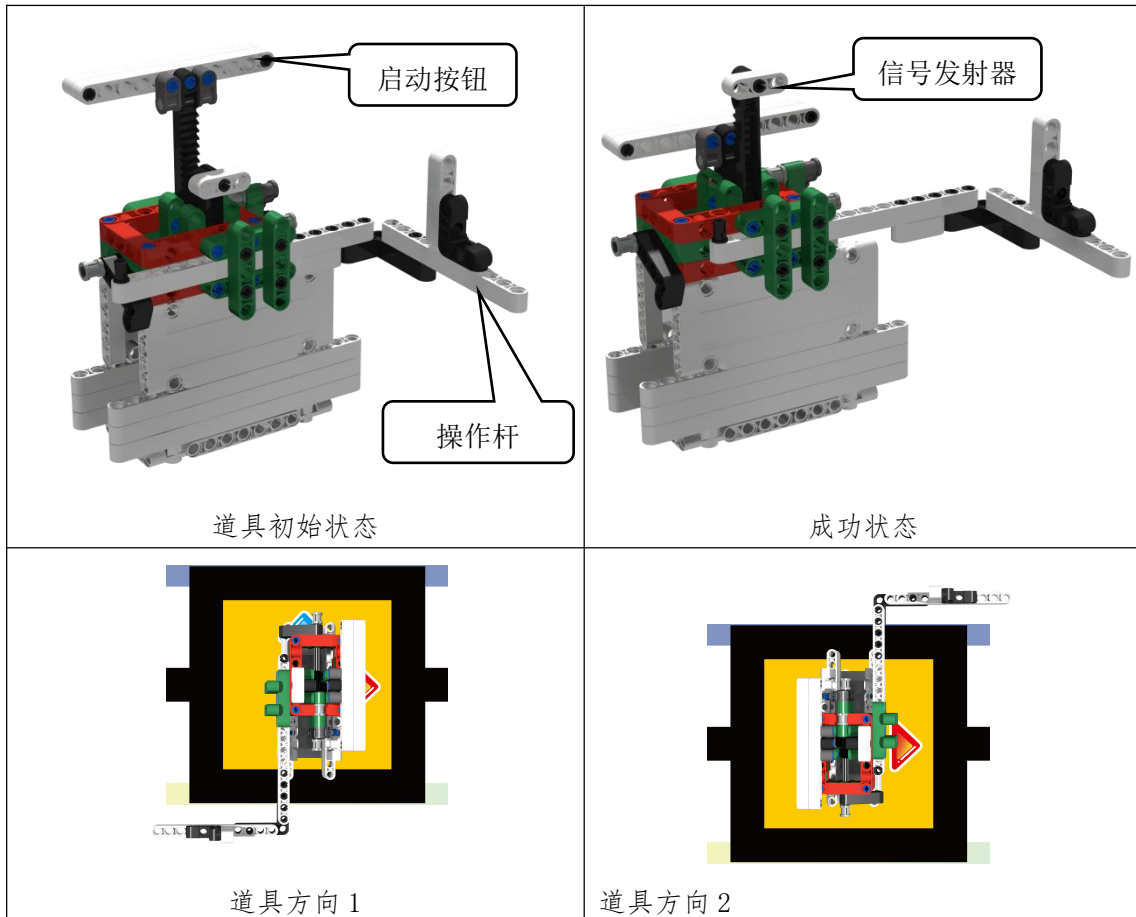 启动按钮
信号发射器
操作杆
道具初始状态
成功状态
道具方向 1
道具方向 2